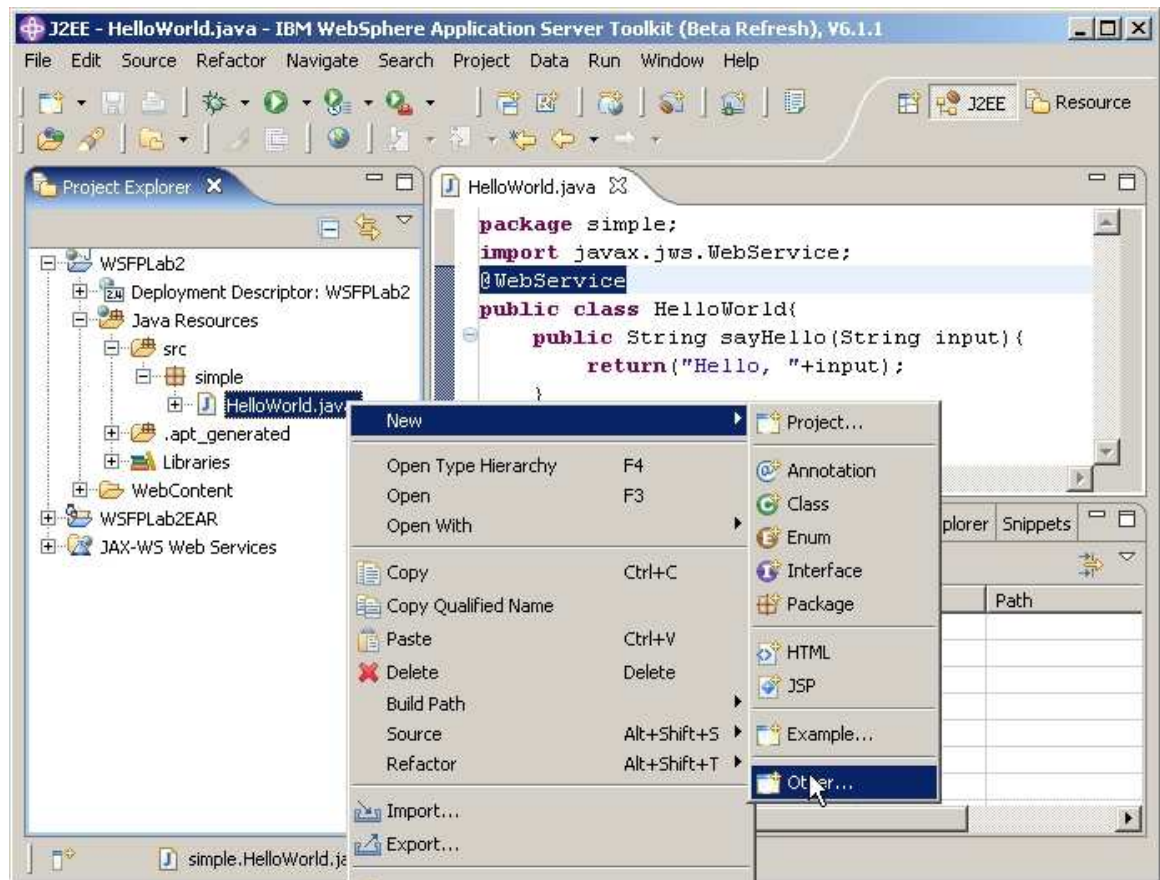 J2EE - HelloWorld.java - IBM WebSphere Application Server Toolkit (Beta Refresh), V6.1.1
File Edit Source Refactor Navigate Search Project Data Run Window Help
J2EE
Resource
Project Explorer
WSFPLab2
Deployment Descriptor: WSFPLab2
Java Resources
src
simple
HelloWorld.java
.apt_generated
Libraries
WebContent
WSFPLab2EAR
JAX-WS Web Services
HelloWorld.java
package simple;
import javax.jws.WebService;
@WebService
public class HelloWorld{
public String sayHello(String input){
return("Hello, "+input);
}
New
Open Type Hierarchy F4
Open F3
Open With
Copy Ctrl+C
Copy Qualified Name
Paste Ctrl+V
Delete Delete
Build Path
Source Alt+Shift+S
Refactor Alt+Shift+T
Import...
Export...
Project...
Annotation
Class
Enum
Interface
Package
HTML
JSP
Example...
Other...
plorer Snippets
Path
simple.HelloWorld.ja